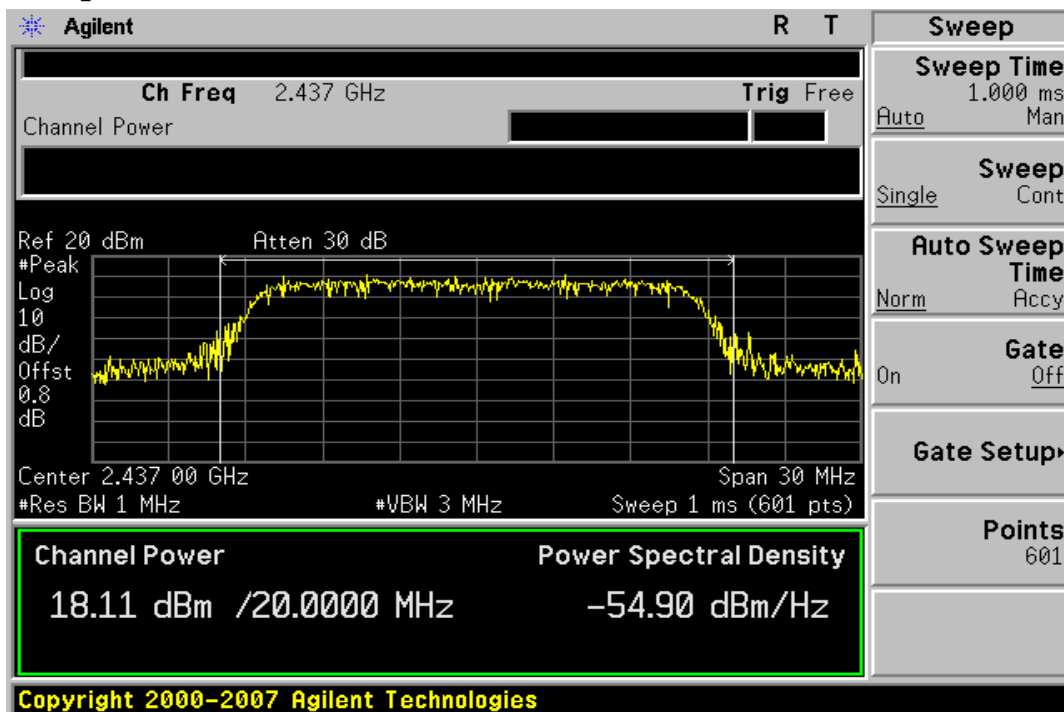 Agilent R T
Ch Freq 2.437 GHz Trig Free
Channel Power
Ref 20 dBm Atten 30 dB
#Peak
Log
10
dB/
Offst
0.8
dB
Center 2.437 00 GHz Span 30 MHz
#Res BW 1 MHz #VBW 3 MHz Sweep 1 ms (601 pts)
Channel Power Power Spectral Density
18.11 dBm /20.0000 MHz -54.90 dBm/Hz
Copyright 2000-2007 Agilent Technologies
Sweep
Sweep Time
1.000 ms
Auto Man
Sweep
Single Cont
Auto Sweep
Time
Norm Accy
Gate
On Off
Gate Setup
Points
601